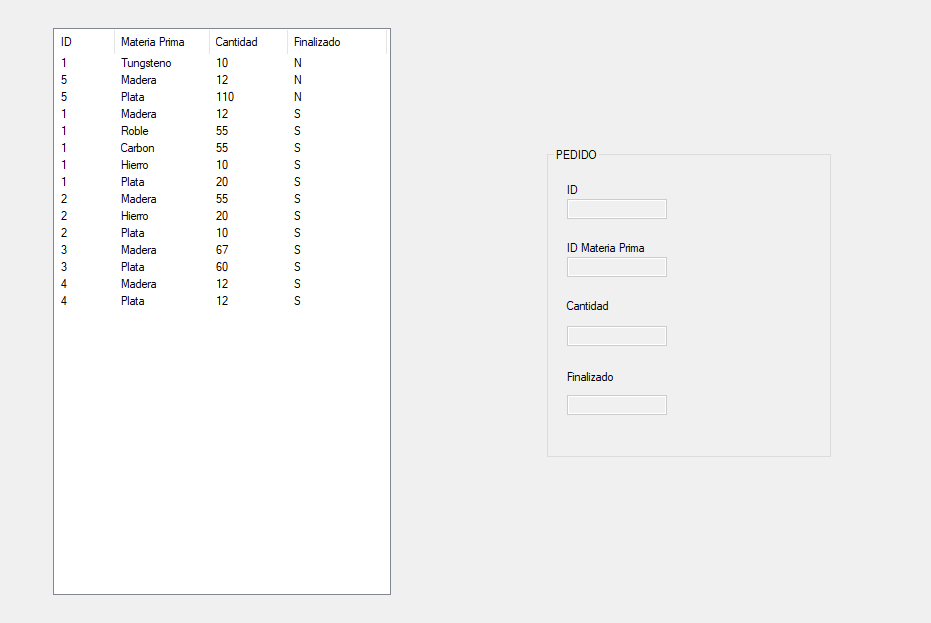 ID Materia Prima Cantidad Finalizado
1 Tungsteno 10 N
5 Madera 12 N
5 Plata 110 N
1 Madera 12 S
1 Roble 55 S
1 Carbon 55 S
1 Hierro 10 S
1 Plata 20 S
2 Madera 55 S
2 Hierro 20 S
2 Plata 10 S
3 Madera 67 S
3 Plata 60 S
4 Madera 12 S
4 Plata 12 S
PEDIDO
ID
ID Materia Prima
Cantidad
Finalizado